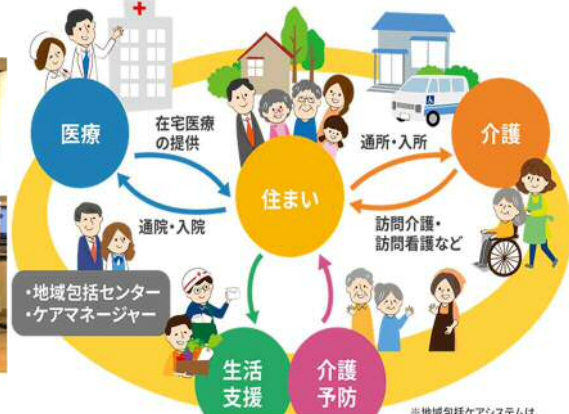 医療
在宅医療
の提供
通院・入院
住まい
通所・入所
介護
訪問介護・
訪問看護など
・地域包括センター
・ケアマネージャー
生活
支援
介護
予防
※地域包括ケアシステムは